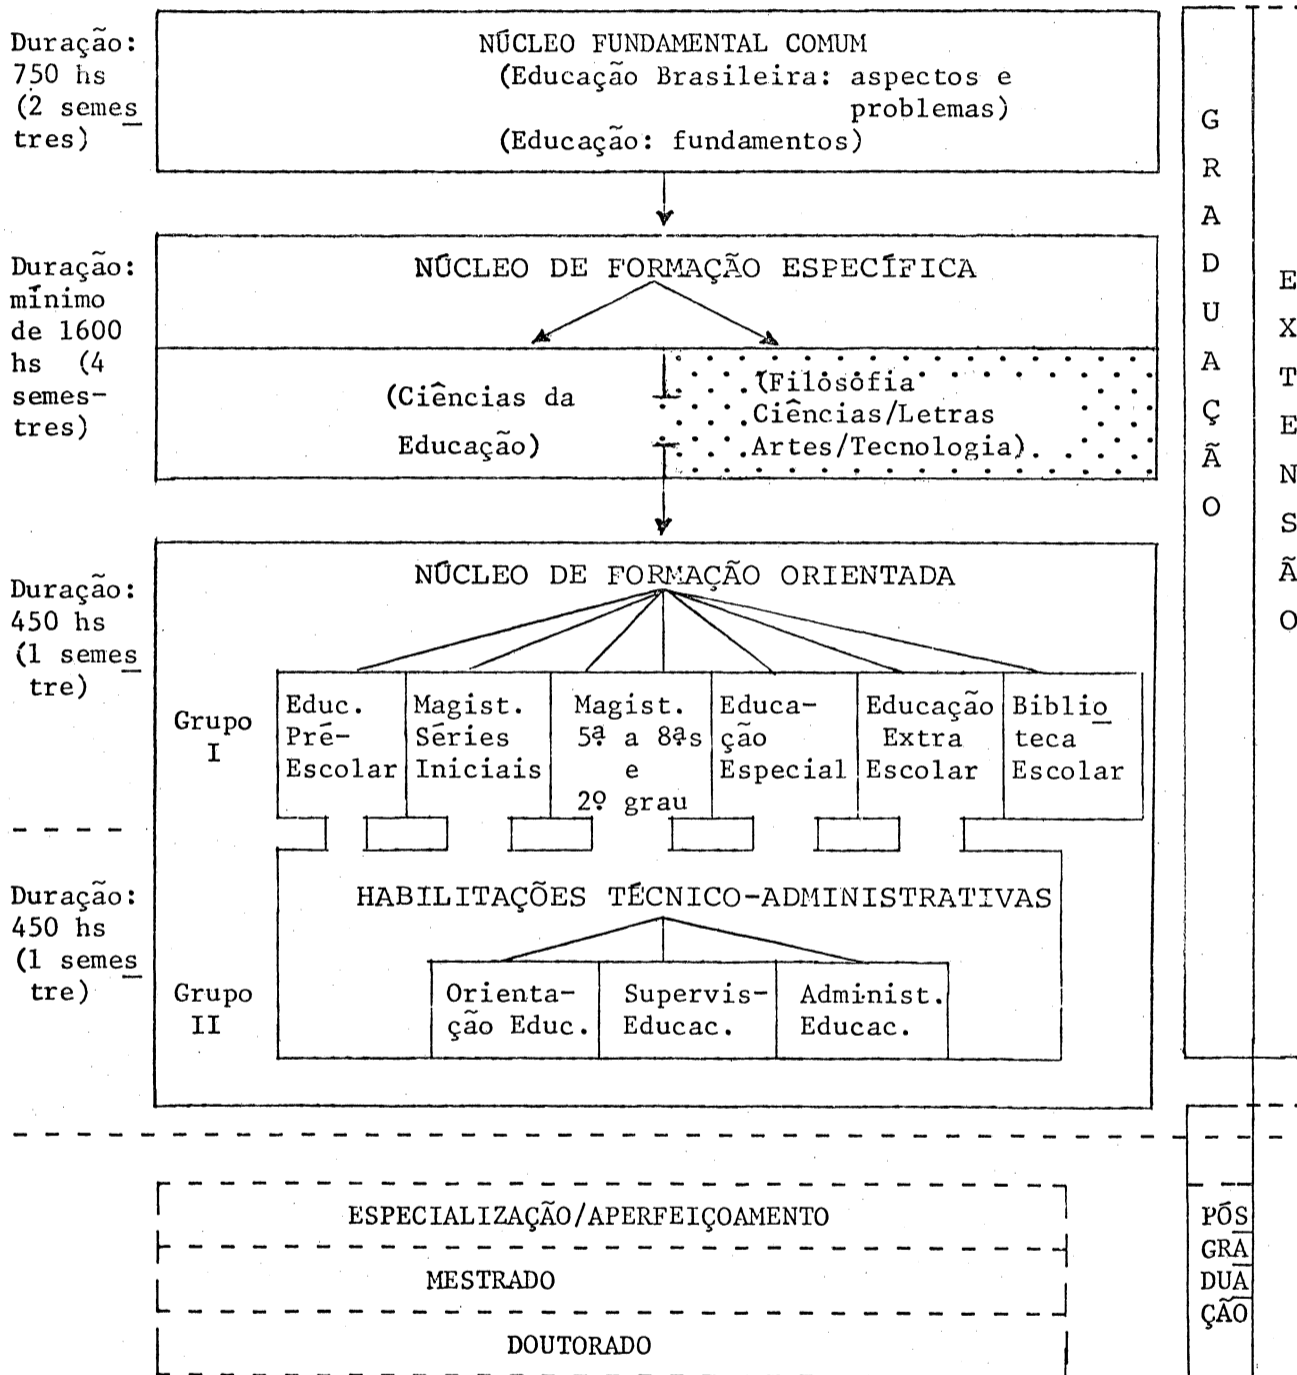 Duração:
750 hs
(2 semes
tres)
NÚCLEO FUNDAMENTAL COMUM
(Educação Brasileira: aspectos e
problemas)
(Educação: fundamentos)
Duração:
mínimo
de 1600
hs (4
semes-
tres)
NÚCLEO DE FORMAÇÃO ESPECÍFICA
(Ciências da
Educação)
(Filosofia
Ciências/Letras
Artes/Tecnologia)
Duração:
450 hs
(1 semes
tre)
NÚCLEO DE FORMAÇÃO ORIENTADA
Grupo
I
Educ.
Pré-
Escolar
Magist.
Séries
Iniciais
Magist.
5ª a 8ªs
e
2º grau
Educa-
ção
Especial
Educação
Extra
Escolar
Biblio
teca
Escolar
Duração:
450 hs
(1 semes
tre)
Grupo
II
HABILITAÇÕES TÉCNICO-ADMINISTRATIVAS
Orienta-
ção Educ.
Supervis-
Educac.
Administ.
Educac.
ESPECIALIZAÇÃO/APERFEIÇOAMENTO
MESTRADO
DOUTORADO
G
R
A
D
U
A
Ç
Ã
O
PÓS
GRA
DUA
ÇÃO
E
X
T
E
N
S
Ã
O